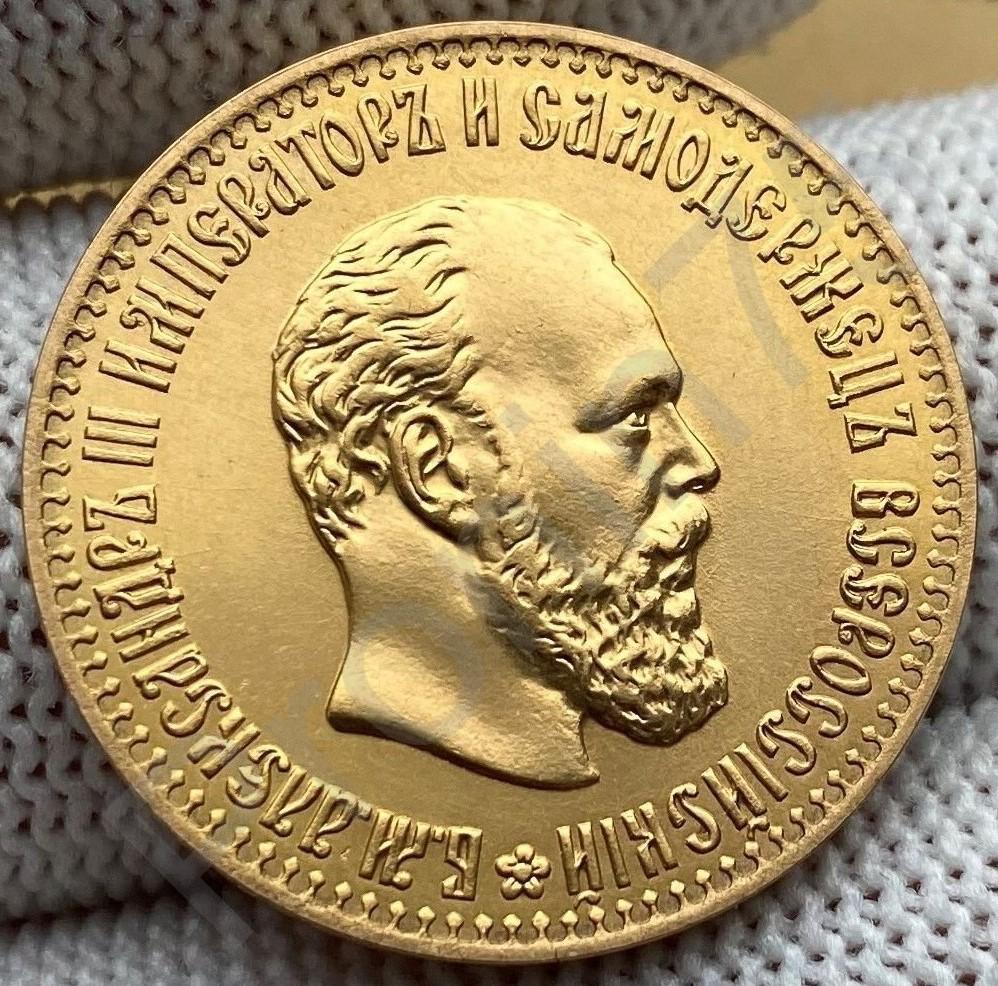 Б.М.АЛЕКСАНДРЪ III ИМПЕРАТОРЪ И САМОДЕРЖЕЦЪ ВСЕРОССІЙСКІЙ